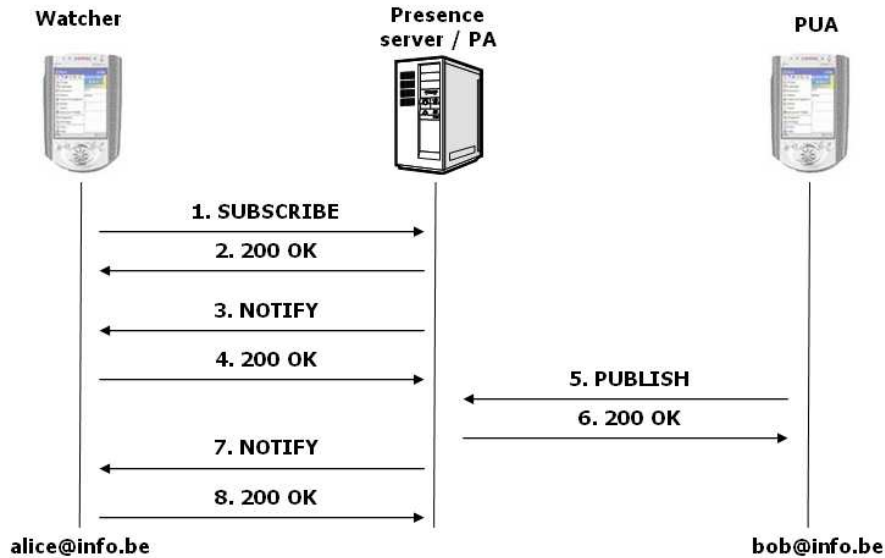 Watcher
Presence
server / PA
PUA
1. SUBSCRIBE
2. 200 OK
3. NOTIFY
4. 200 OK
5. PUBLISH
6. 200 OK
7. NOTIFY
8. 200 OK
alice@info.be
bob@info.be